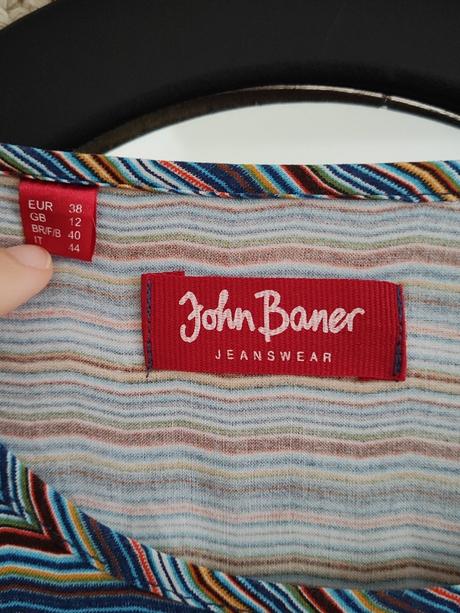 EUR 38
GB 12
BR/F/B 40
IT 44
John Baner
JEANSWEAR